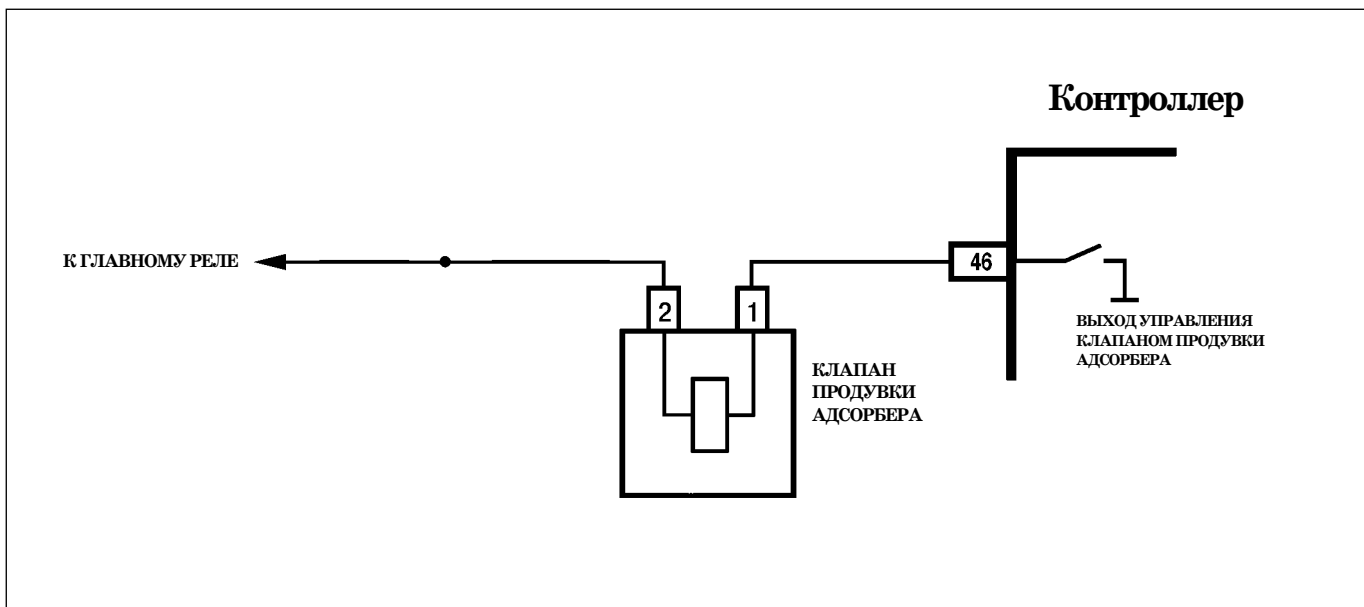 Контроллер
К ГЛАВНОМУ РЕЛЕ
46
2
1
ВЫХОД УПРАВЛЕНИЯ
КЛАПАНОМ ПРОДУВКИ
АДСОРБЕРА
КЛАПАН
ПРОДУВКИ
АДСОРБЕРА